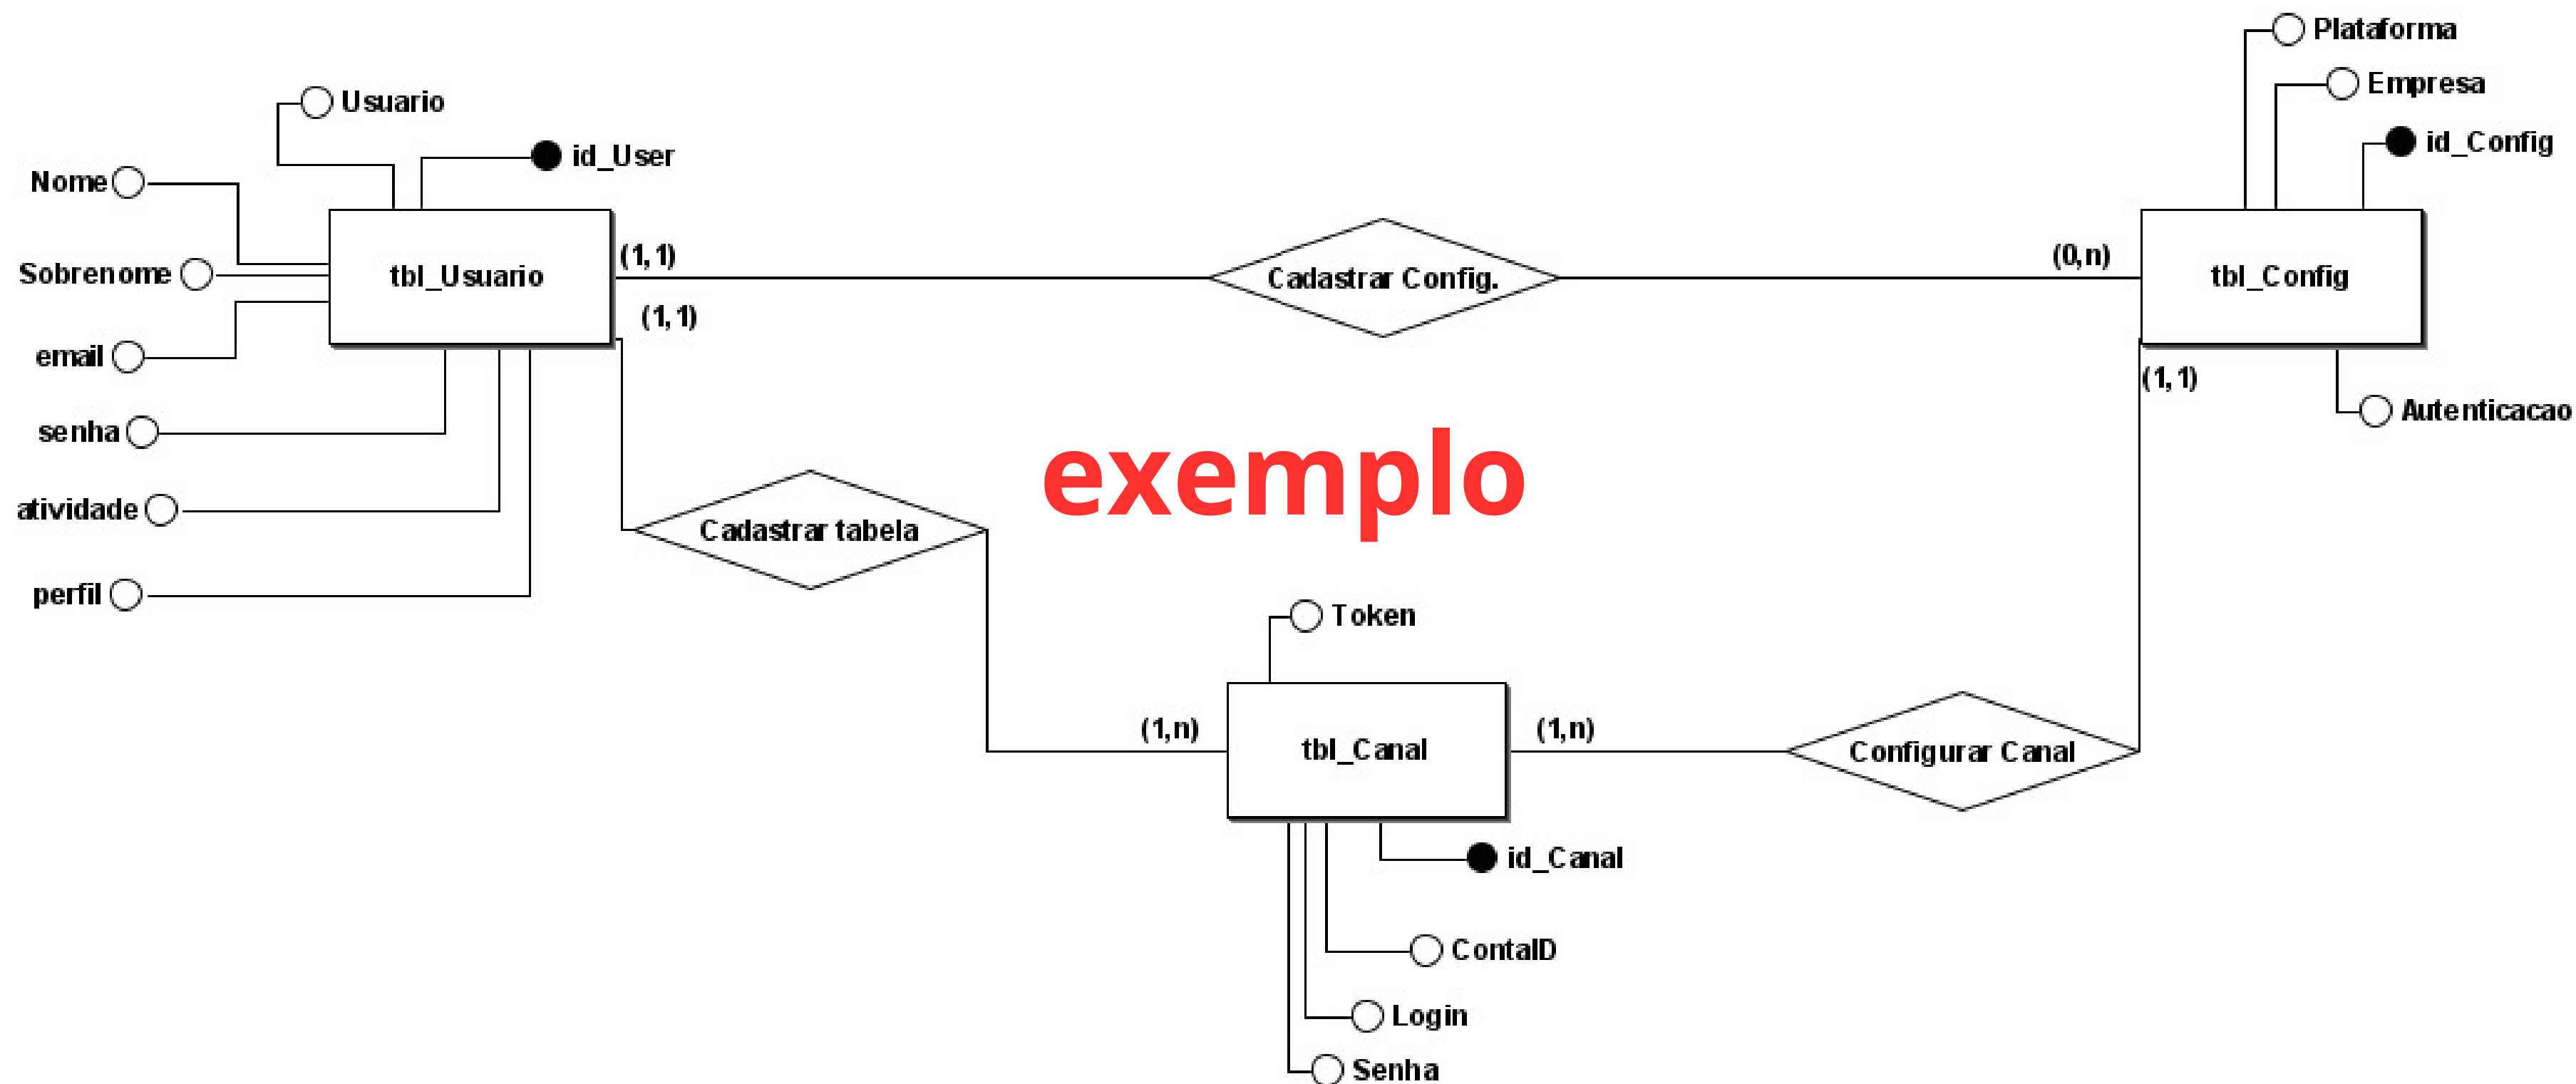 Plataforma
Empresa
Usuario
id_Config
id_User
Nome
(1,1)
(0,n)
Sobrenome
tbl_Usuario
Cadastrar Config.
tbl_Config
(1,1)
email
(1,1)
Autenticacao
senha
exemplo
atividade
Cadastrar tabela
perfil
Token
(1,n)
(1,n)
tbl_Canal
Configurar Canal
id_Canal
ContaID
Login
Senha